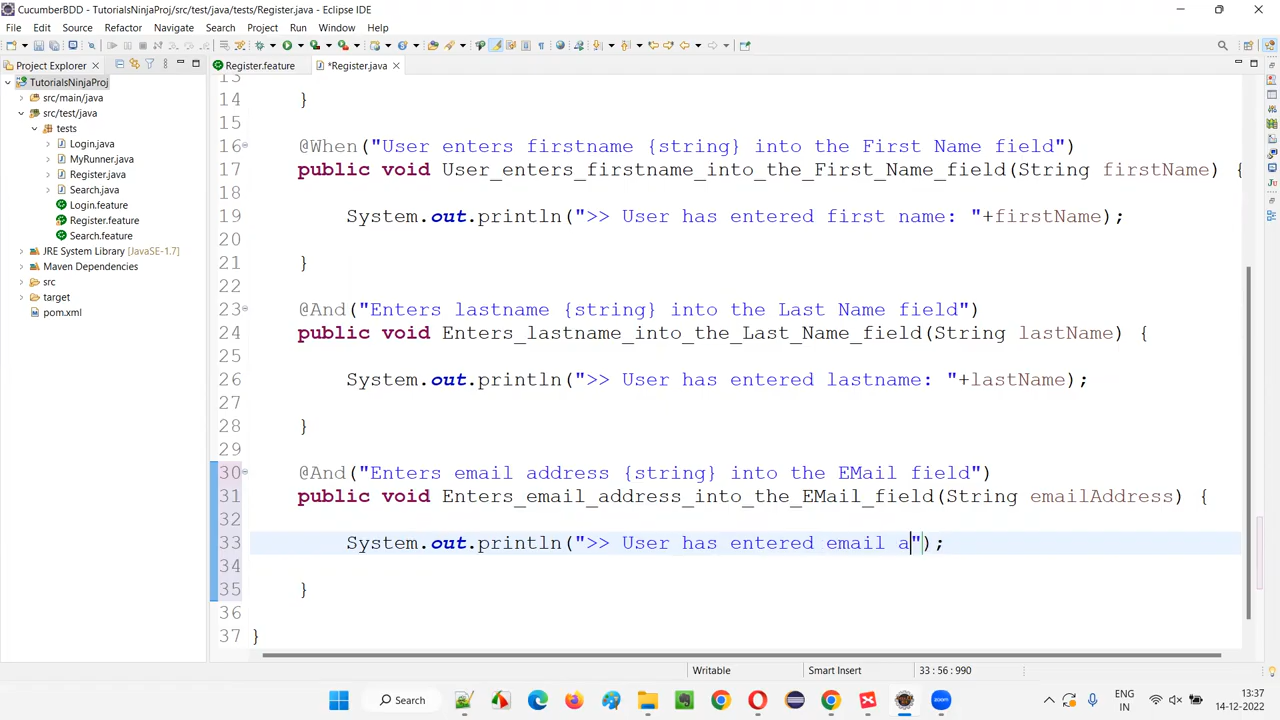 CucumberBDD - TutorialsNinjaProj/src/test/java/tests/Register.java - Eclipse IDE
File Edit Source Refactor Navigate Search Project Run Window Help
Project Explorer
Register.feature
*Register.java
TutorialsNinjaProj
src/main/java
src/test/java
tests
Login.java
MyRunner.java
Register.java
Search.java
Login.feature
Register.feature
Search.feature
JRE System Library [JavaSE-1.7]
Maven Dependencies
src
target
pom.xml
13
14 }
15
16 @When("User enters firstname {string} into the First Name field")
17 public void User_enters_firstname_into_the_First_Name_field(String firstName) {
18
19 System.out.println(">> User has entered first name: "+firstName);
20
21 }
22
23 @And("Enters lastname {string} into the Last Name field")
24 public void Enters_lastname_into_the_Last_Name_field(String lastName) {
25
26 System.out.println(">> User has entered lastname: "+lastName);
27
28 }
29
30 @And("Enters email address {string} into the EMail field")
31 public void Enters_email_address_into_the_EMail_field(String emailAddress) {
32
33 System.out.println(">> User has entered email a");
34
35 }
36
37 }
Writable
Smart Insert
33 : 56 : 990
Search
zoom
ENG
IN
13:37
14-12-2022